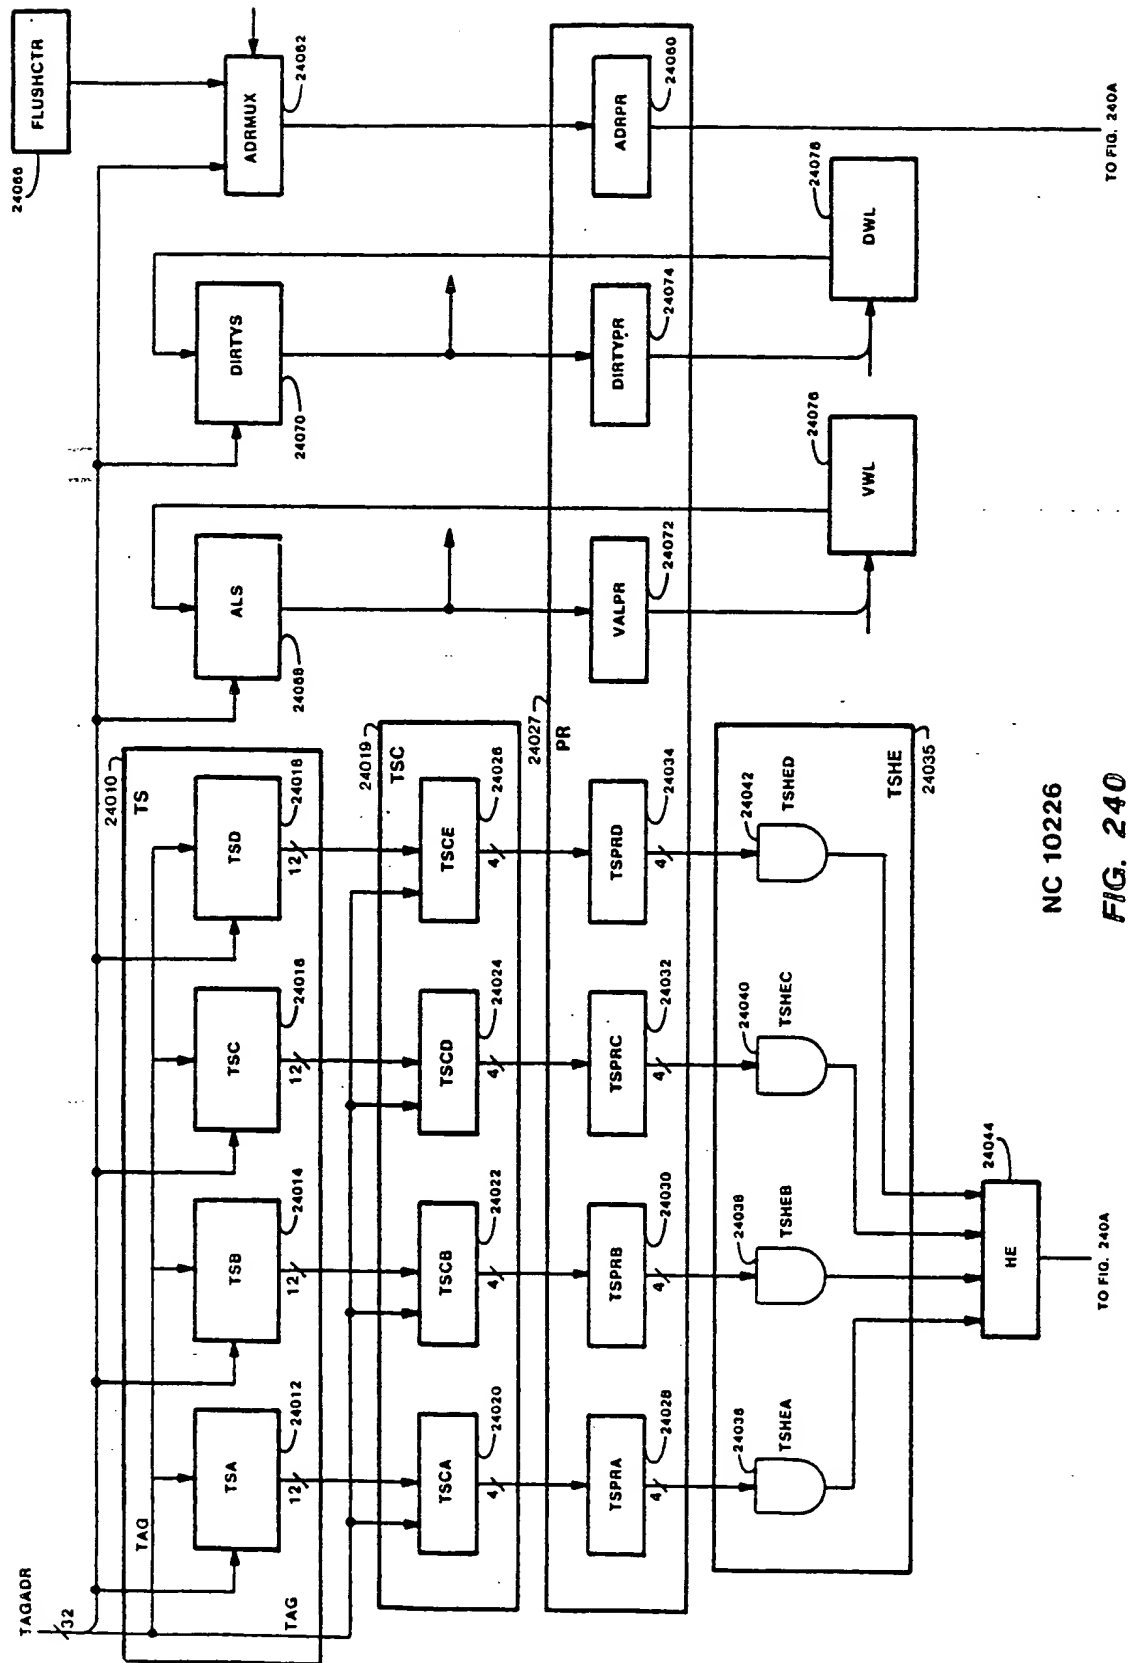 TAGADR
32
FLUSHCTR
24066
24010
TS
TAG
TSA
24012
TSB
24014
TSC
24016
TSD
24018
ALS
24068
DIRTYS
24070
ADRMUX
24062
12
12
12
12
TAG
24019
TSC
TSCA
24020
TSCB
24022
TSCD
24024
TSCE
24026
4
4
4
4
24027
PR
TSPRA
24028
TSPRB
24030
TSPRC
24032
TSPRD
24034
VALPR
24072
DIRTYPR
24074
ADRPR
24060
4
4
4
4
24038
TSHEA
24038
TSHEB
24040
TSHEC
24042
TSHED
TSHE
24035
VWL
24076
DWL
24078
HE
24044
TO FIG. 240A
TO FIG. 240A
NC 10226
FIG. 240